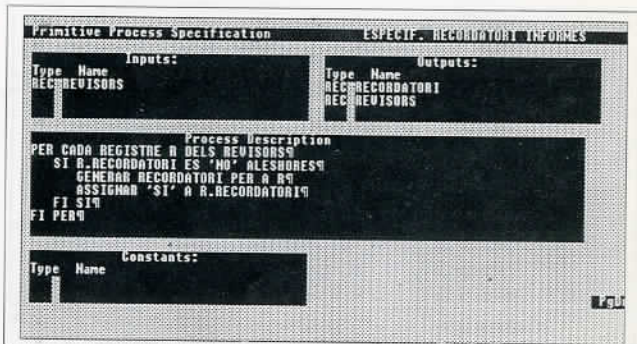 Primitive Process Specification ESPECIF. RECORDATORI INFORMES
Inputs:
Type Name
REC REVISORS
Outputs:
Type Name
REC RECORDATORI
REC REVISORS
Process Description
PER CADA REGISTRE R DELS REVISORS¶
SI R.RECORDATORI ES 'NO' ALESHORES¶
GENERAR RECORDATORI PER A R¶
ASSIGNAR 'SI' A R.RECORDATORI¶
FI SI¶
FI PER¶
Constants:
Type Name